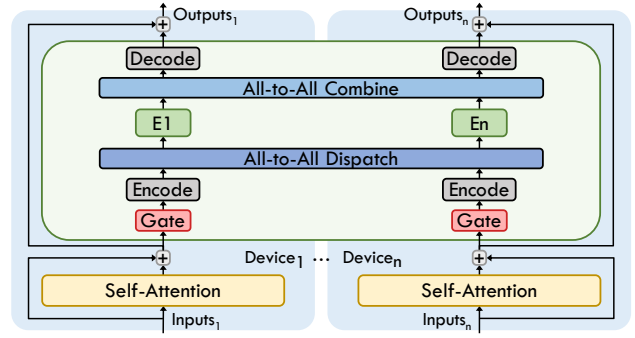 Outputs₁ Outputsₙ
+ +
Decode Decode
All-to-All Combine
E1 En
All-to-All Dispatch
Encode Encode
Gate Gate
+ Device₁ ... Deviceₙ +
Self-Attention Self-Attention
Inputs₁ Inputsₙ